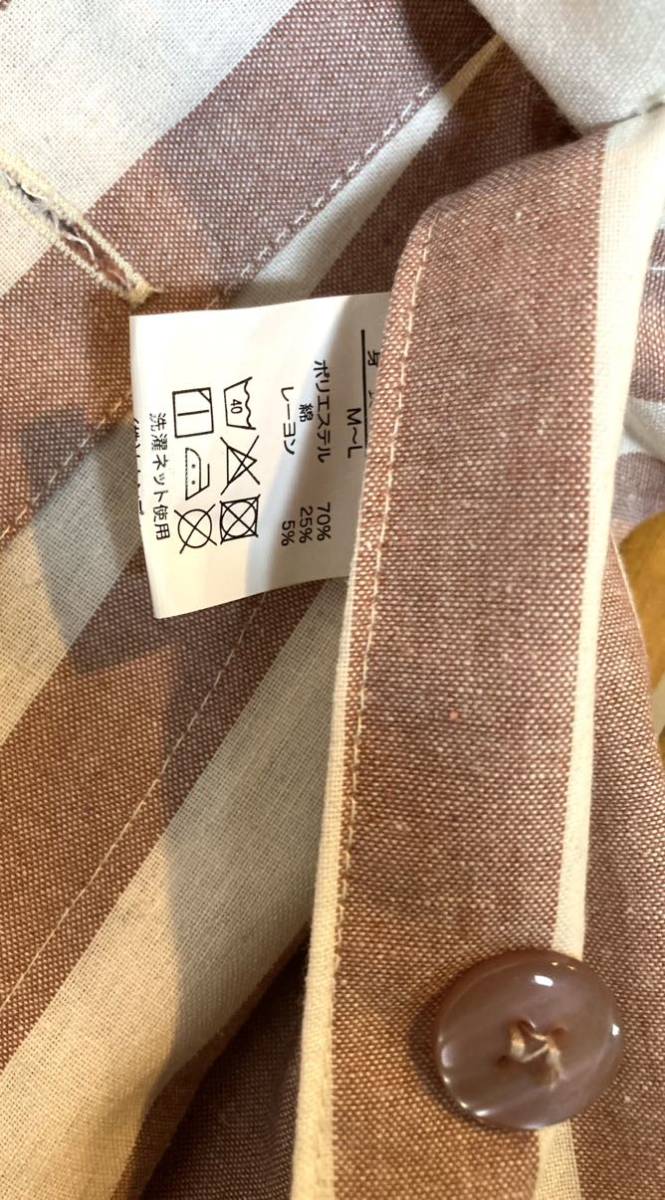 M〜L
ポリエステル 70%
綿 25%
レーヨン 5%
40
洗濯ネット使用